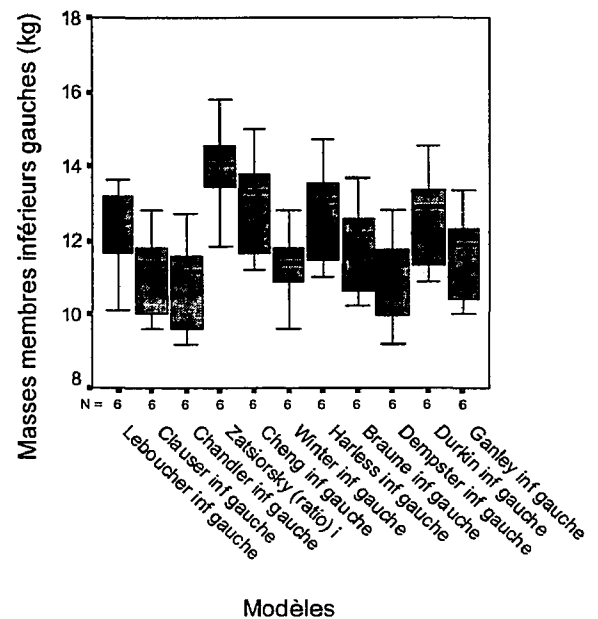 Masses membres inférieurs gauches (kg)
18
16
14
12
10
8
N = 6 6 6 6 6 6 6 6 6 6 6
Leboucher inf gauche
Clauser inf gauche
Chandler inf gauche
Zatsiorsky (ratio) i
Cheng inf gauche
Winter inf gauche
Harless inf gauche
Braune inf gauche
Dempster inf gauche
Durkin inf gauche
Ganley inf gauche
Modèles